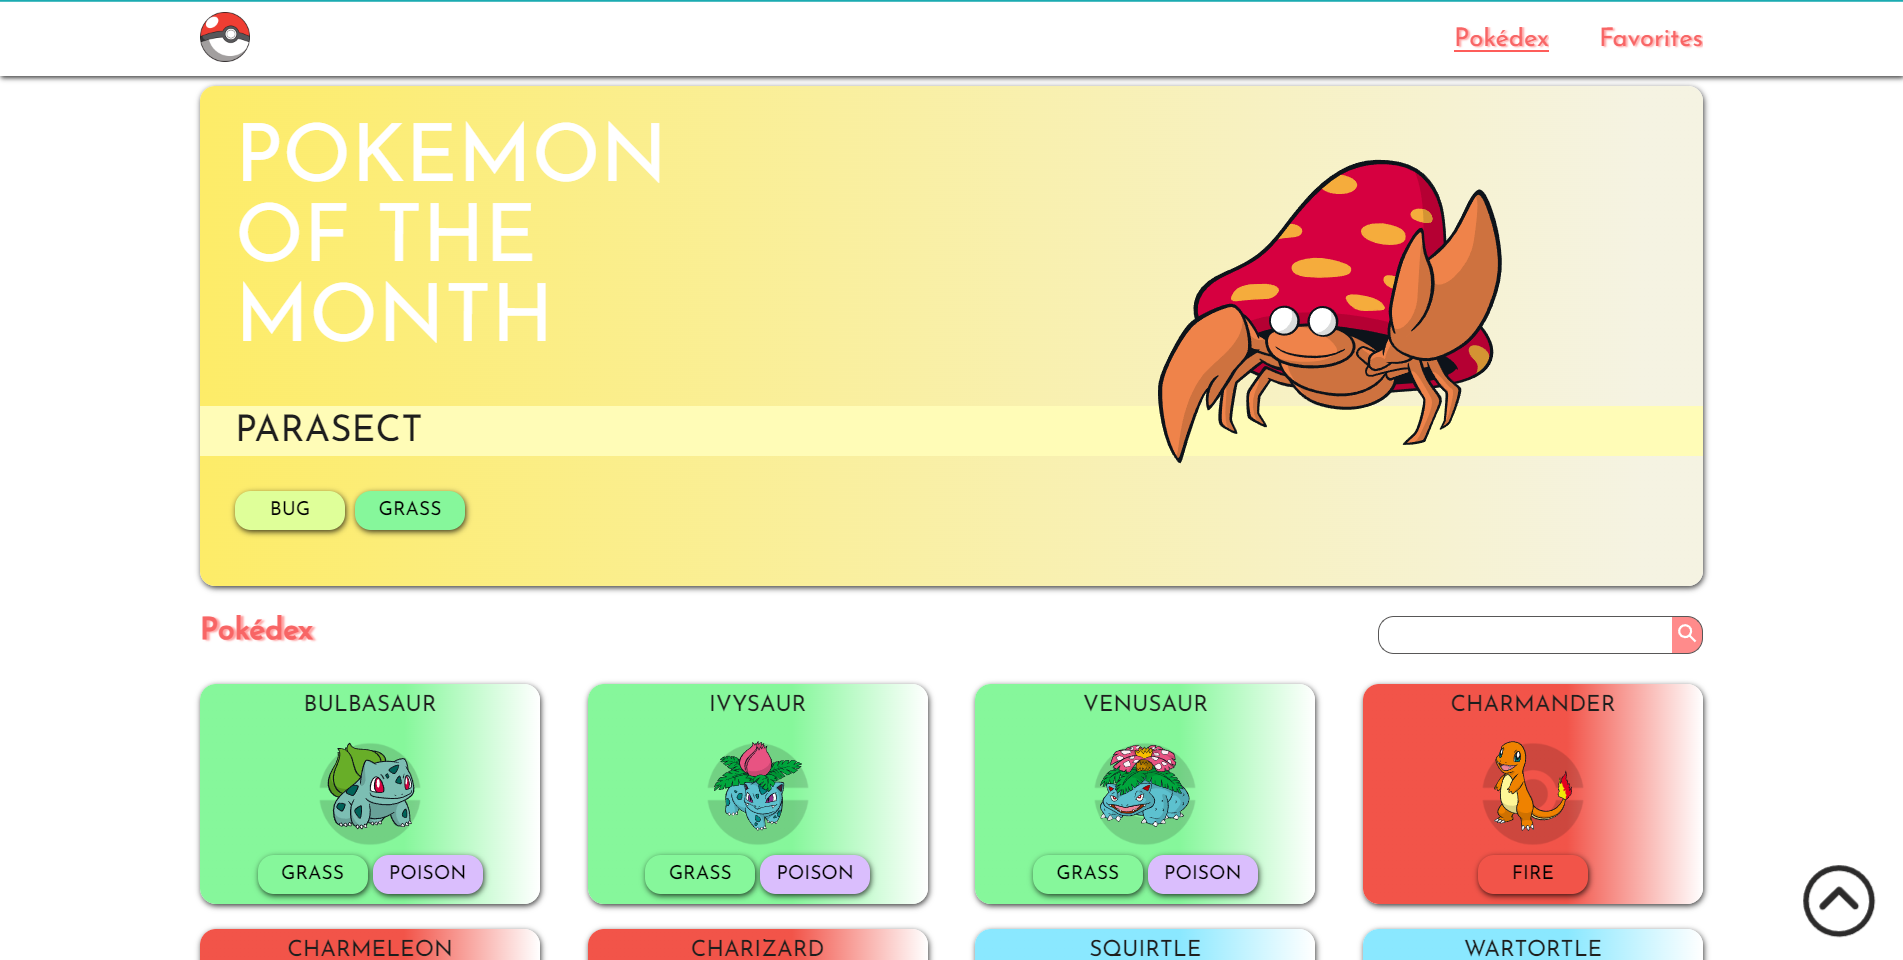 Pokédex Favorites
POKEMON
OF THE
MONTH
PARASECT
BUG GRASS
Pokédex
BULBASAUR IVYSAUR VENUSAUR CHARMANDER
GRASS POISON GRASS POISON GRASS POISON FIRE
CHARMELEON CHARIZARD SQUIRTLE WARTORTLE